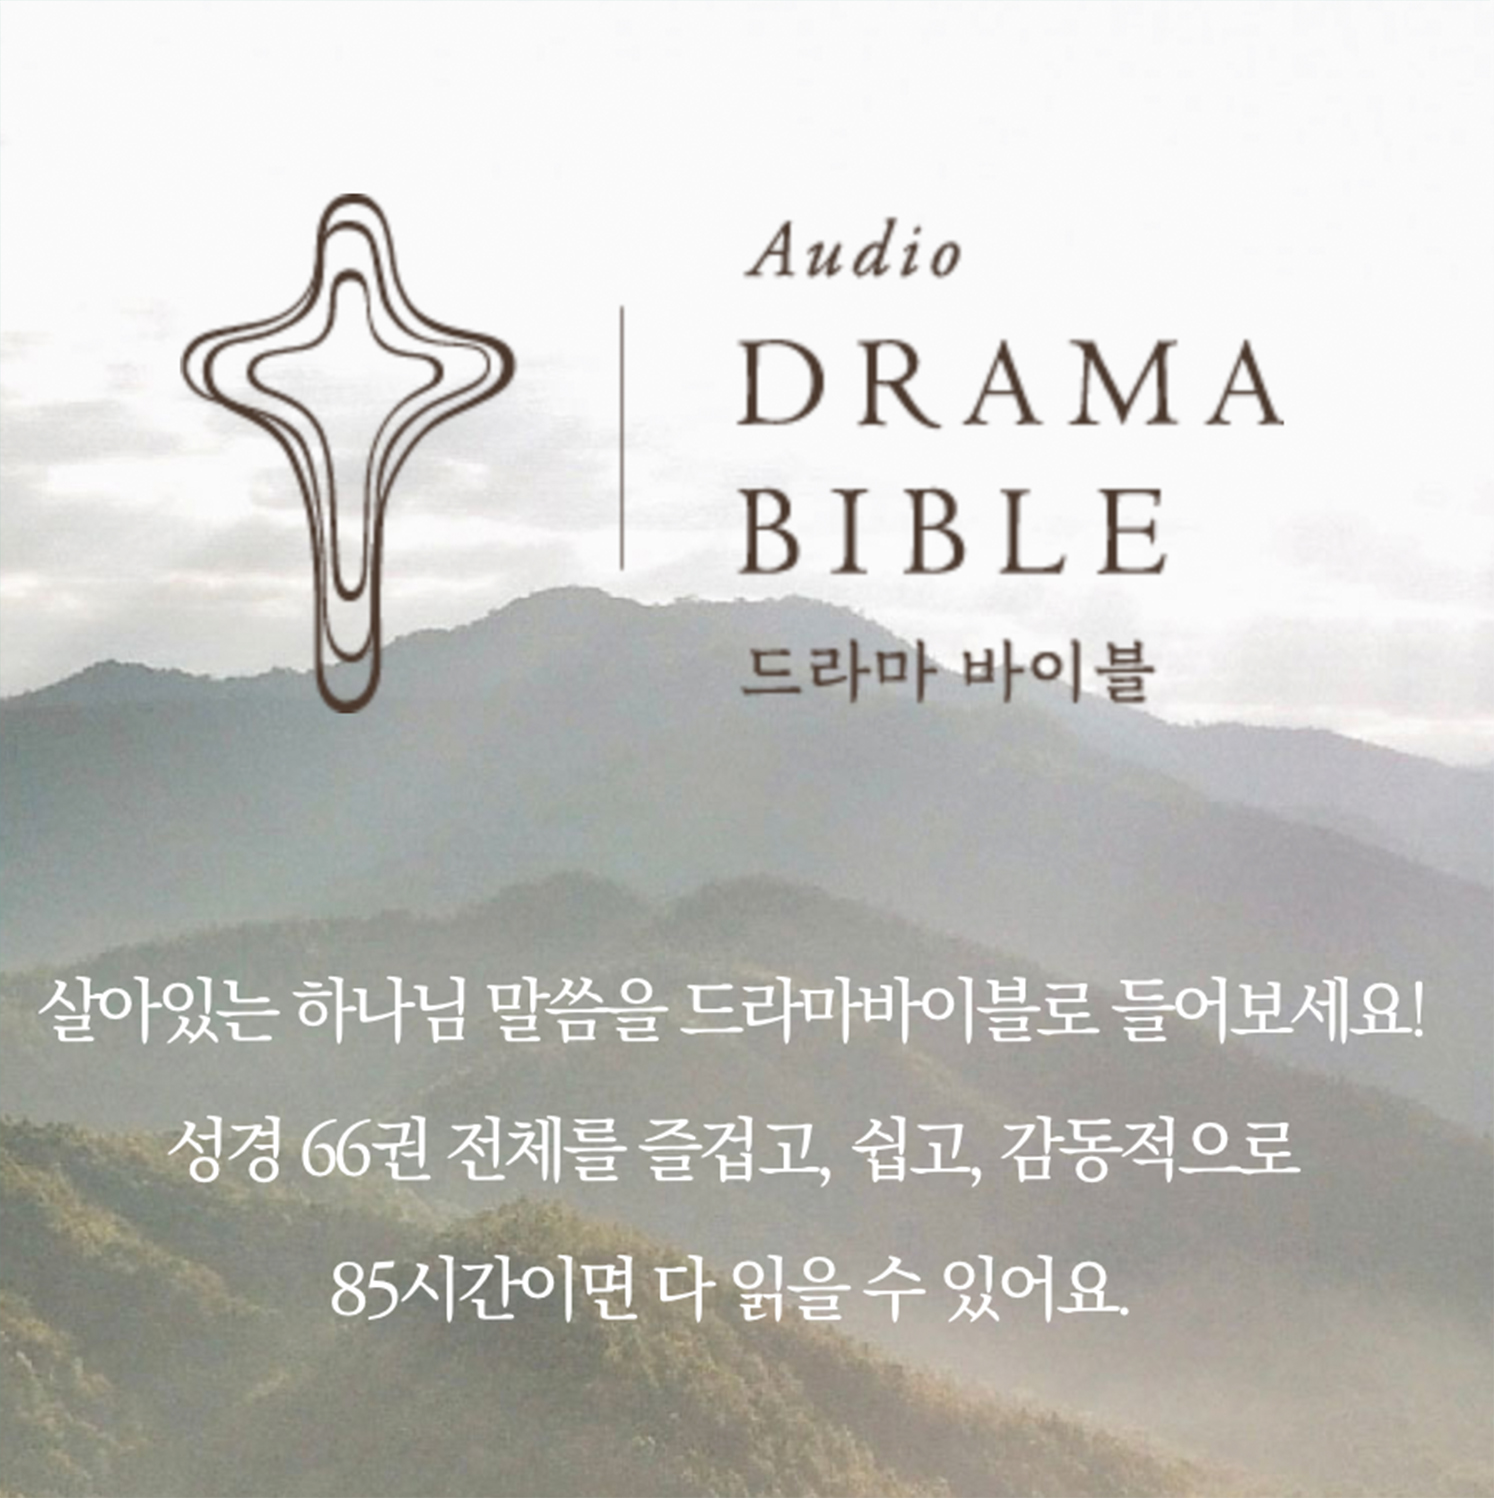 Audio
DRAMA
BIBLE
드라마 바이블
살아있는 하나님 말씀을 드라마바이블로 들어보세요!
성경 66권 전체를 즐겁고, 쉽고, 감동적으로
85시간이면 다 읽을 수 있어요.